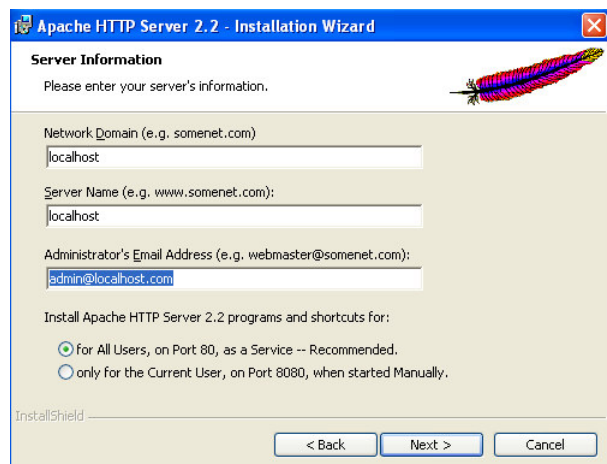 Apache HTTP Server 2.2 - Installation Wizard
Server Information
Please enter your server's information.
Network Domain (e.g. somenet.com)
localhost
Server Name (e.g. www.somenet.com):
localhost
Administrator's Email Address (e.g. webmaster@somenet.com):
admin@localhost.com
Install Apache HTTP Server 2.2 programs and shortcuts for:
for All Users, on Port 80, as a Service -- Recommended.
only for the Current User, on Port 8080, when started Manually.
InstallShield
< Back Next > Cancel